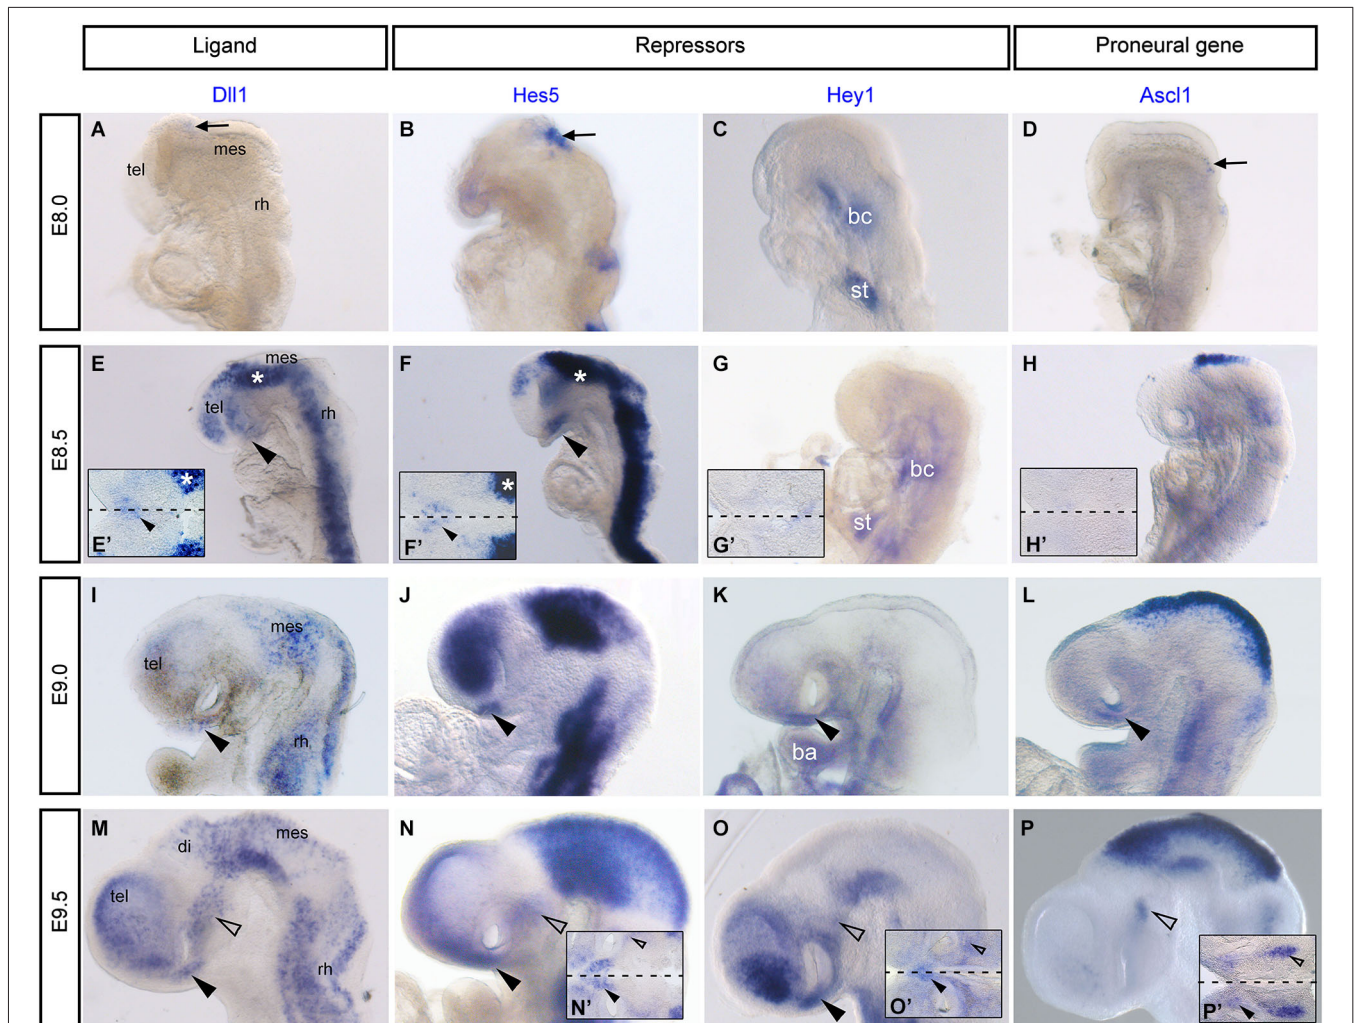 Ligand Repressors Proneural gene
Dll1 Hes5 Hey1 Ascl1
E8.0
A tel mes rh
B
C bc st
D
E8.5
E mes * tel rh * E'
F * * F'
G bc st G'
H H'
E9.0
I mes tel rh
J
K ba
L
E9.5
M di mes tel rh
N N'
O O'
P P'